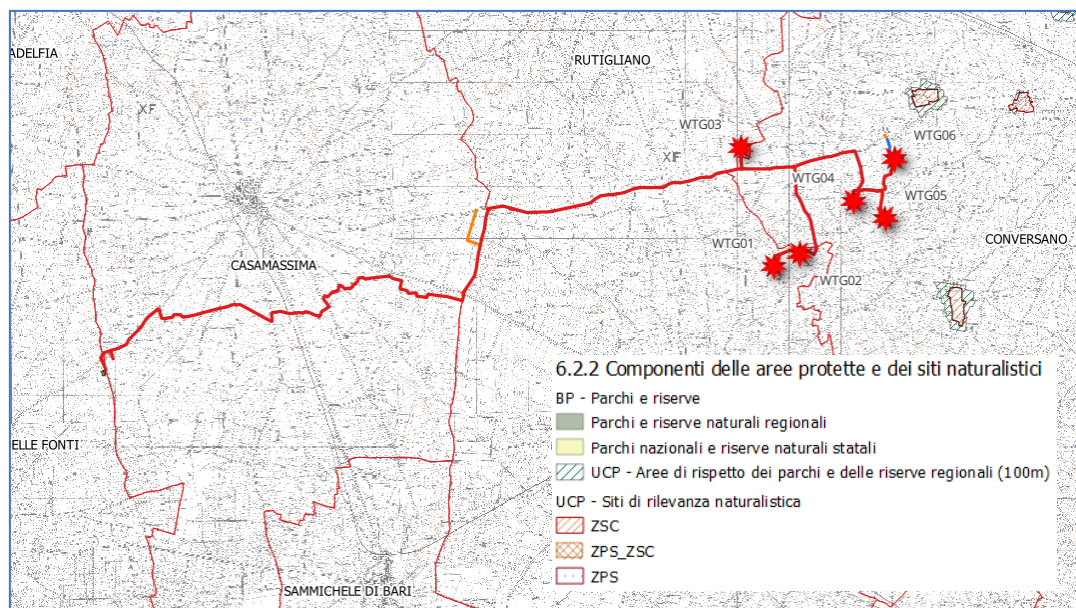 ADELFIA
RUTIGLIANO
XF
WTG03
XIF
WTG06
WTG04
WTG05
WTG01
CONVERSANO
CASAMASSIMA
WTG02
ELLE FONTI
SAMMICHELE DI BARI
6.2.2 Componenti delle aree protette e dei siti naturalistici
BP - Parchi e riserve
Parchi e riserve naturali regionali
Parchi nazionali e riserve naturali statali
UCP - Aree di rispetto dei parchi e delle riserve regionali (100m)
UCP - Siti di rilevanza naturalistica
ZSC
ZPS_ZSC
ZPS